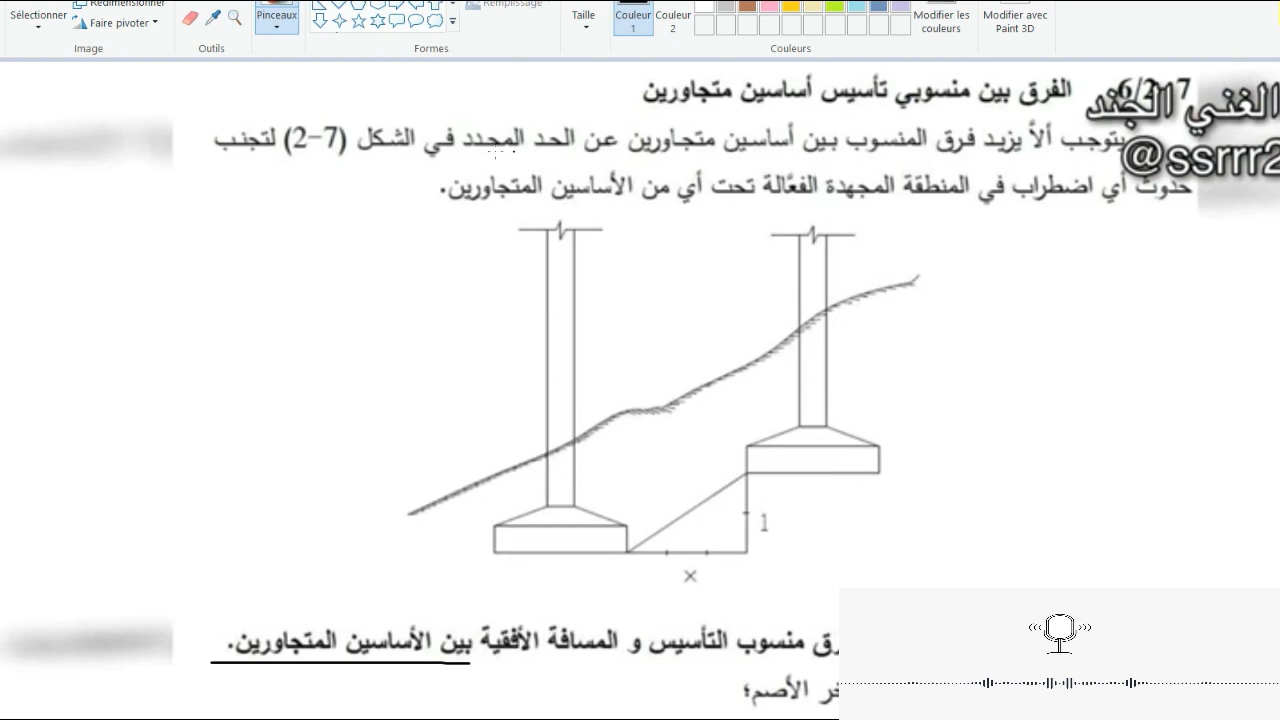 Redimensionner
Remplissage
Sélectionner
Faire pivoter
Pinceaux
Taille
Couleur 1
Couleur 2
Modifier les couleurs
Modifier avec Paint 3D
Image
Outils
Formes
Couleurs
الفرق بين منسوبي تأسيس أساسين متجاورين
يتوجب ألاَّ يزيد فرق المنسوب بين أساسين متجاورين عن الحد المحدد في الشكل (7–2) لتجنب
حدوث أي اضطراب في المنطقة المجهدة الفعَّالة تحت أي من الأساسين المتجاورين.
@ssrrr2
1
×
منسوب التأسيس و المسافة الأفقية بين الأساسين المتجاورين.
الأصم؛